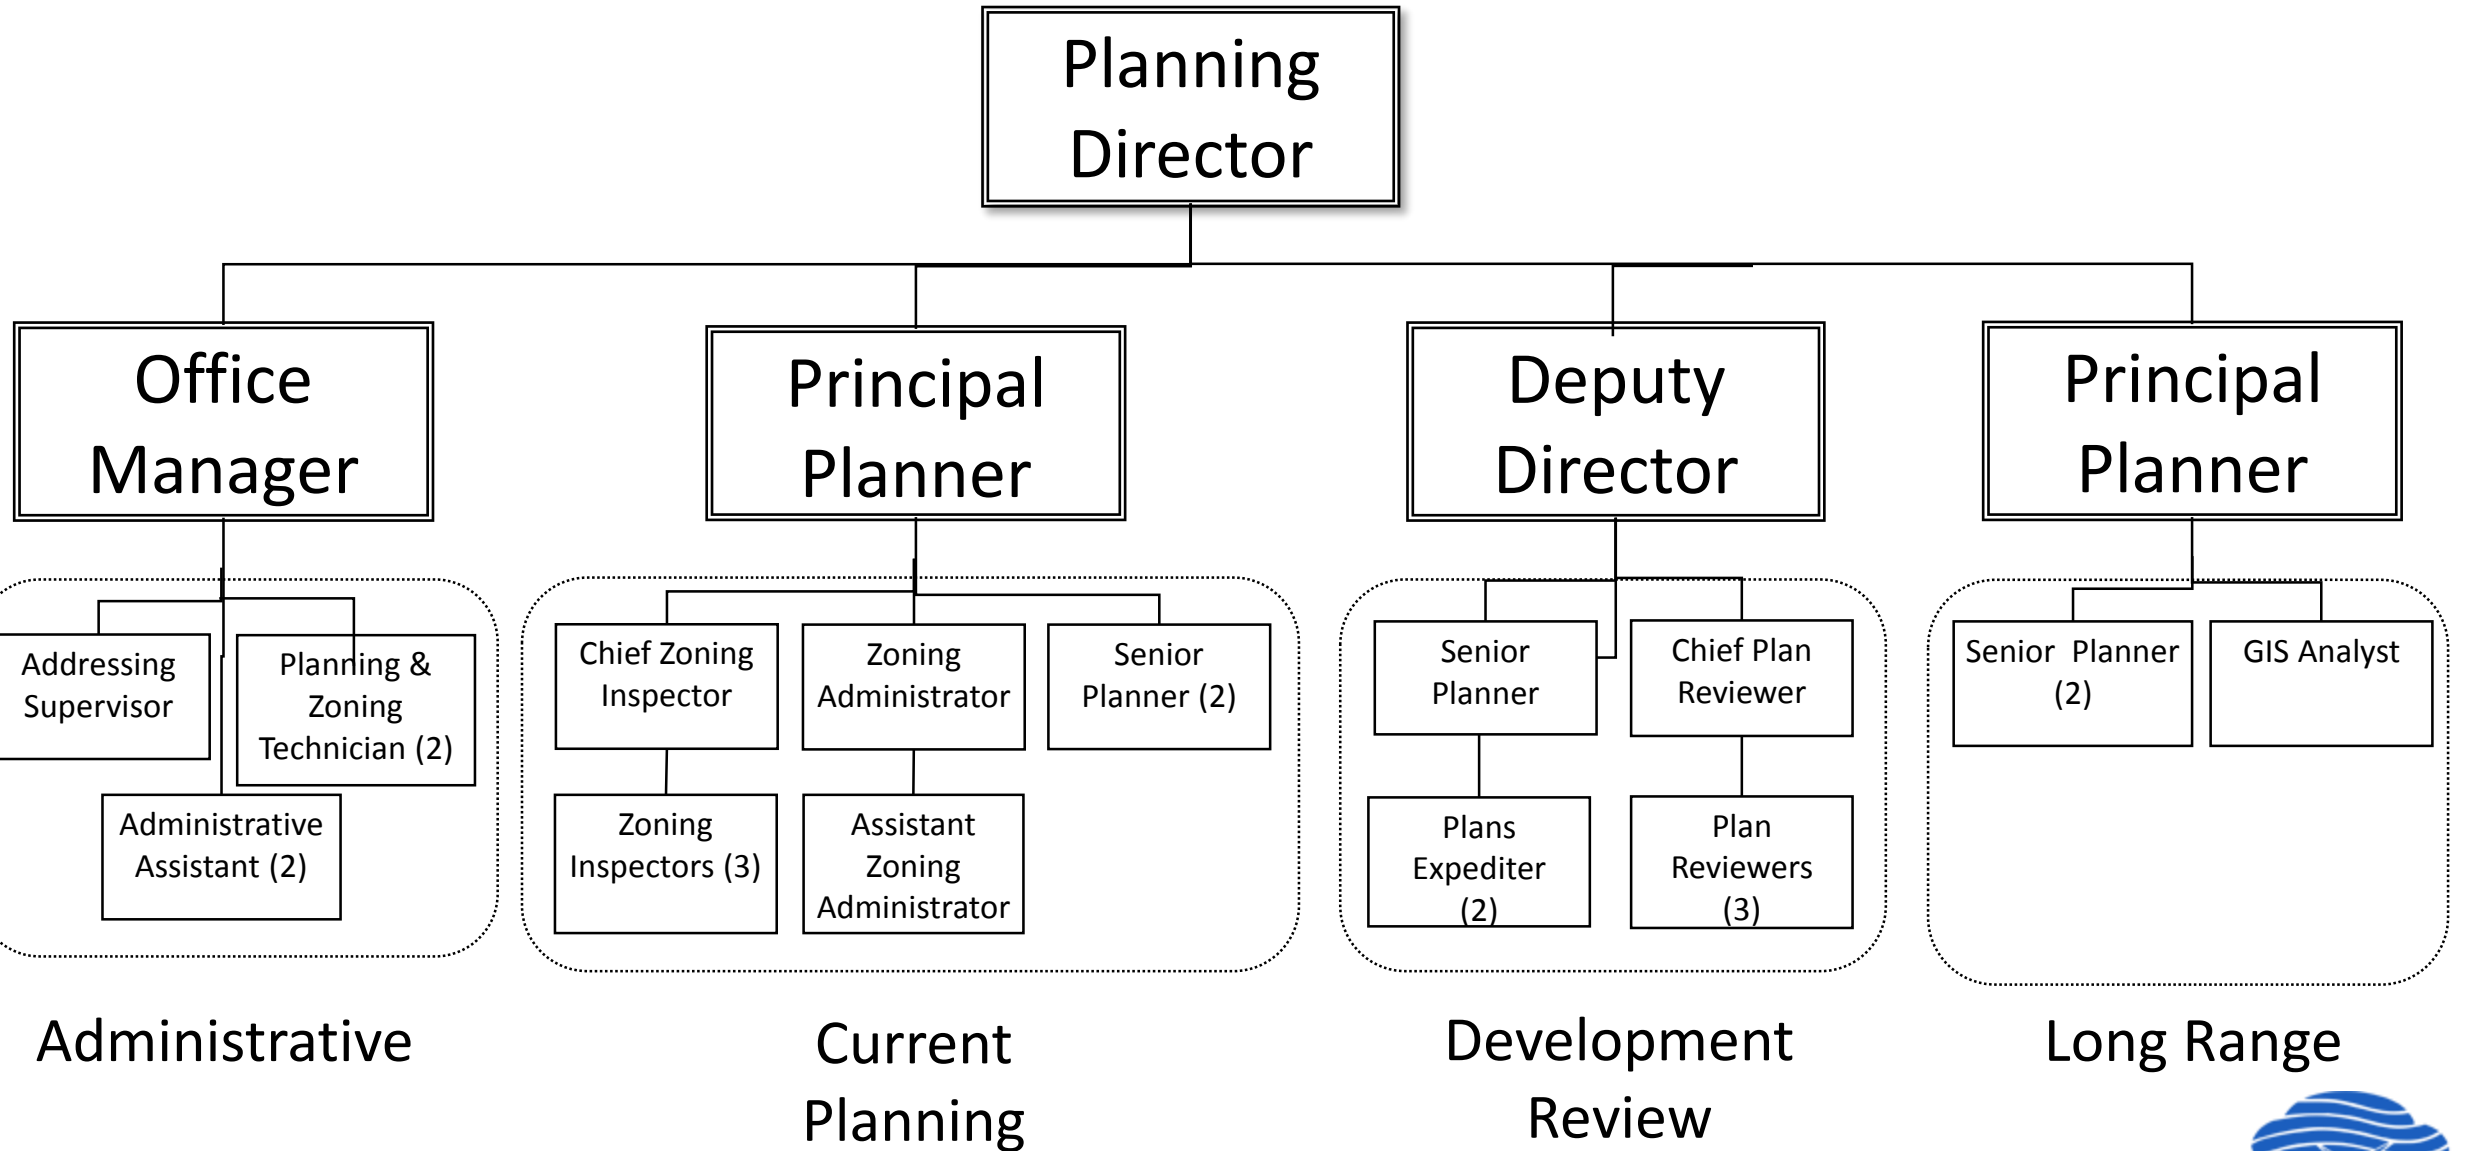 Planning
Director
Office
Manager
Principal
Planner
Deputy
Director
Principal
Planner
Addressing
Supervisor
Planning &
Zoning
Technician (2)
Administrative
Assistant (2)
Chief Zoning
Inspector
Zoning
Administrator
Senior
Planner (2)
Zoning
Inspectors (3)
Assistant
Zoning
Administrator
Senior
Planner
Chief Plan
Reviewer
Plans
Expediter
(2)
Plan
Reviewers
(3)
Senior  Planner
(2)
GIS Analyst
Administrative
Current
Planning
Development
Review
Long Range